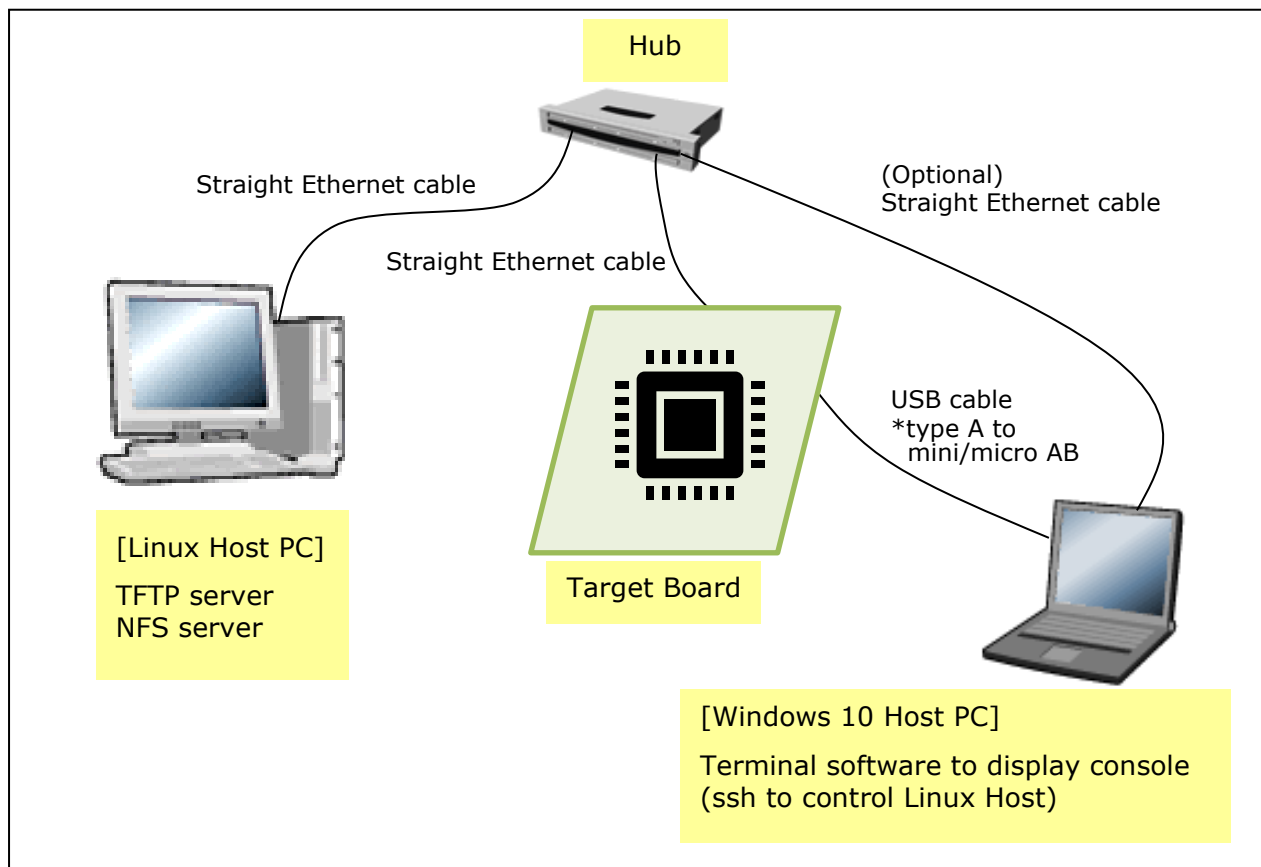 Hub
Straight Ethernet cable
(Optional)
Straight Ethernet cable
Straight Ethernet cable
USB cable
*type A to
mini/micro AB
[Linux Host PC]
TFTP server
NFS server
Target Board
[Windows 10 Host PC]
Terminal software to display console
(ssh to control Linux Host)